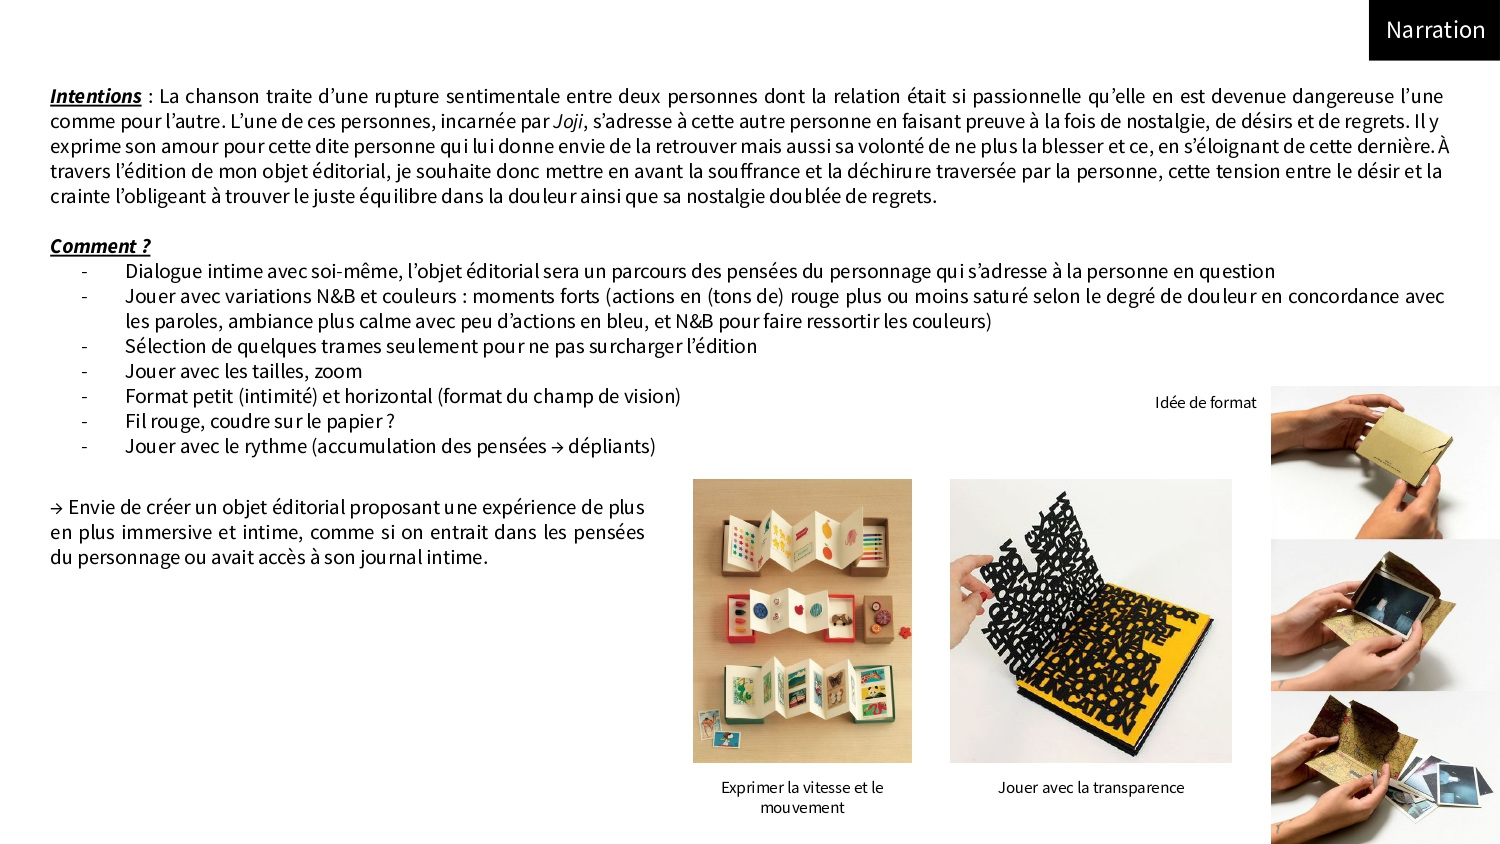 Narration
Intentions : La chanson traite d’une rupture sentimentale entre deux personnes dont la relation était si passionnelle qu’elle en est devenue dangereuse l’une
comme pour l’autre. L’une de ces personnes, incarnée par Joji, s’adresse à cette autre personne en faisant preuve à la fois de nostalgie, de désirs et de regrets. Il y
exprime son amour pour cette dite personne qui lui donne envie de la retrouver mais aussi sa volonté de ne plus la blesser et ce, en s’éloignant de cette dernière. À
travers l’édition de mon objet éditorial, je souhaite donc mettre en avant la souffrance et la déchirure traversée par la personne, cette tension entre le désir et la
crainte l’obligeant à trouver le juste équilibre dans la douleur ainsi que sa nostalgie doublée de regrets.
Comment ?
- Dialogue intime avec soi-même, l’objet éditorial sera un parcours des pensées du personnage qui s’adresse à la personne en question
- Jouer avec variations N&B et couleurs : moments forts (actions en (tons de) rouge plus ou moins saturé selon le degré de douleur en concordance avec
les paroles, ambiance plus calme avec peu d’actions en bleu, et N&B pour faire ressortir les couleurs)
- Sélection de quelques trames seulement pour ne pas surcharger l’édition
- Jouer avec les tailles, zoom
- Format petit (intimité) et horizontal (format du champ de vision)
- Fil rouge, coudre sur le papier ?
- Jouer avec le rythme (accumulation des pensées → dépliants)
→ Envie de créer un objet éditorial proposant une expérience de plus
en plus immersive et intime, comme si on entrait dans les pensées
du personnage ou avait accès à son journal intime.
Idée de format
Exprimer la vitesse et le
mouvement
Jouer avec la transparence